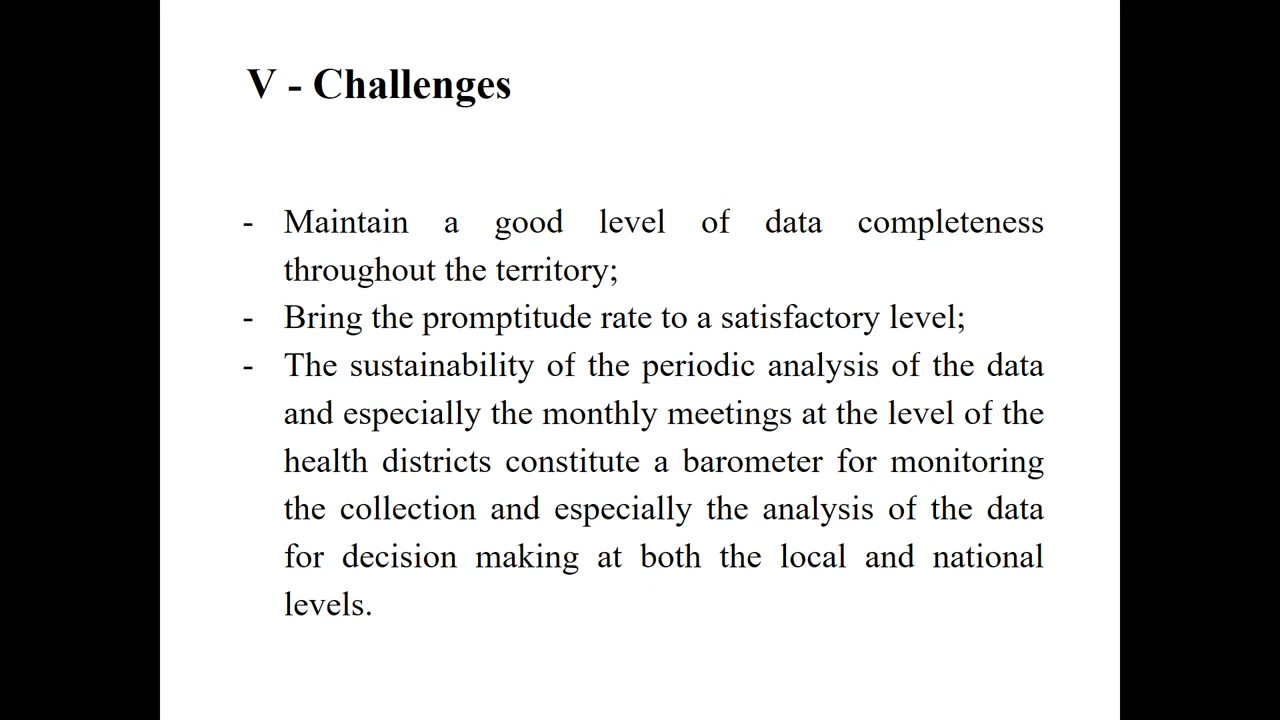 V - Challenges
- Maintain a good level of data completeness
throughout the territory;
- Bring the promptitude rate to a satisfactory level;
- The sustainability of the periodic analysis of the data
and especially the monthly meetings at the level of the
health districts constitute a barometer for monitoring
the collection and especially the analysis of the data
for decision making at both the local and national
levels.